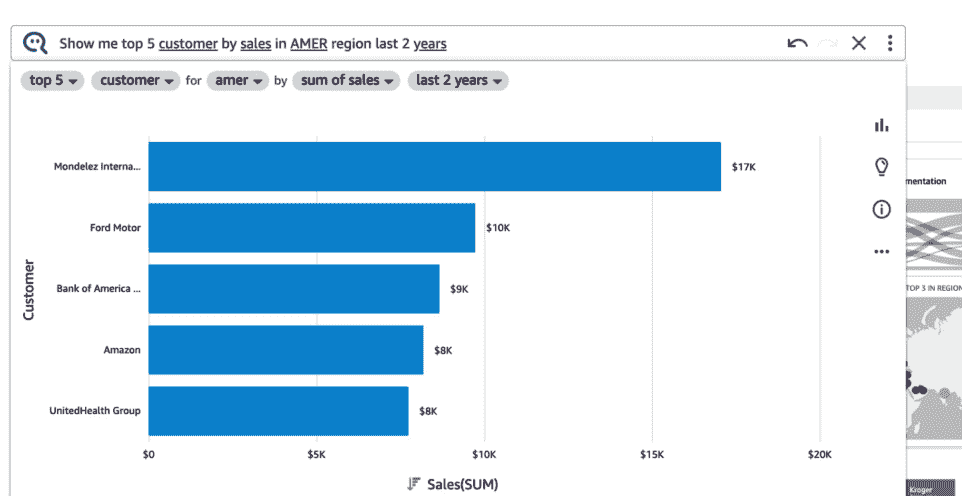 Show me top 5 customer by sales in AMER region last 2 years
top 5 customer for amer by sum of sales last 2 years
mentation
Mondelez Interna... $17K
Ford Motor $10K
Bank of America ... $9K
TOP 3 IN REGION
Amazon $8K
UnitedHealth Group $8K
Customer
$0 $5K $10K $15K $20K
Sales(SUM)
Kroger